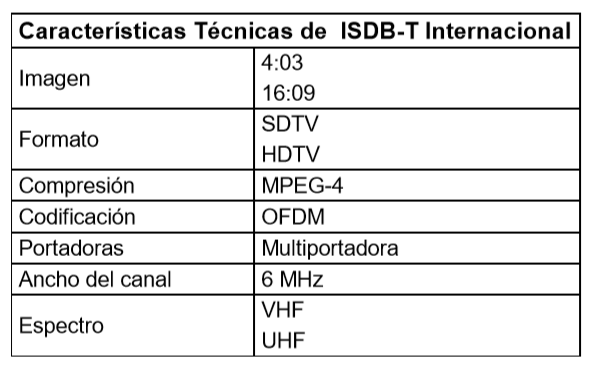 Características Técnicas de ISDB-T Internacional
Imagen
4:03
16:09
Formato
SDTV
HDTV
Compresión
MPEG-4
Codificación
OFDM
Portadoras
Multiportadora
Ancho del canal
6 MHz
Espectro
VHF
UHF